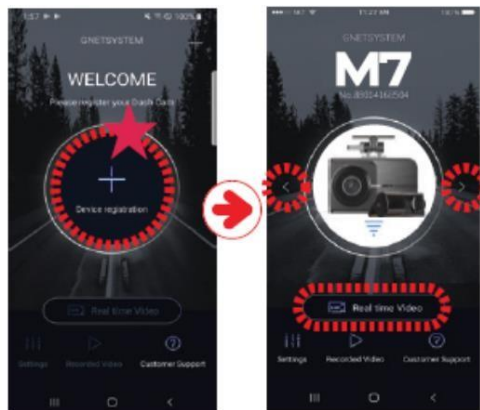 GNETSYSTEM
WELCOME
Please register your Dash Cam
Device registration
Real time Video
Settings
Recorded Video
Customer Support
GNETSYSTEM
M7
Real time Video
Settings
Recorded Video
Customer Support